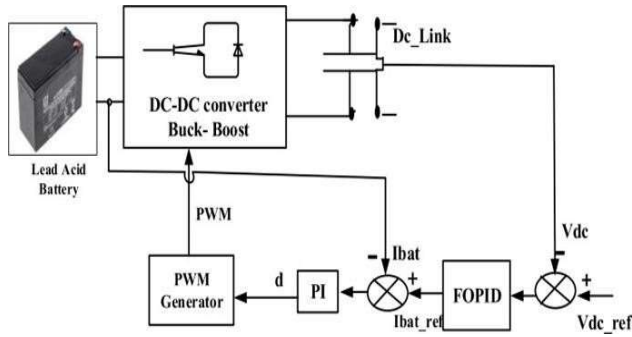 Dc_Link
DC-DC converter
Buck- Boost
Lead Acid
Battery
PWM
Vdc
Ibat
PWM
Generator
d
PI
Ibat_ref
FOPID
Vdc_ref
+
+